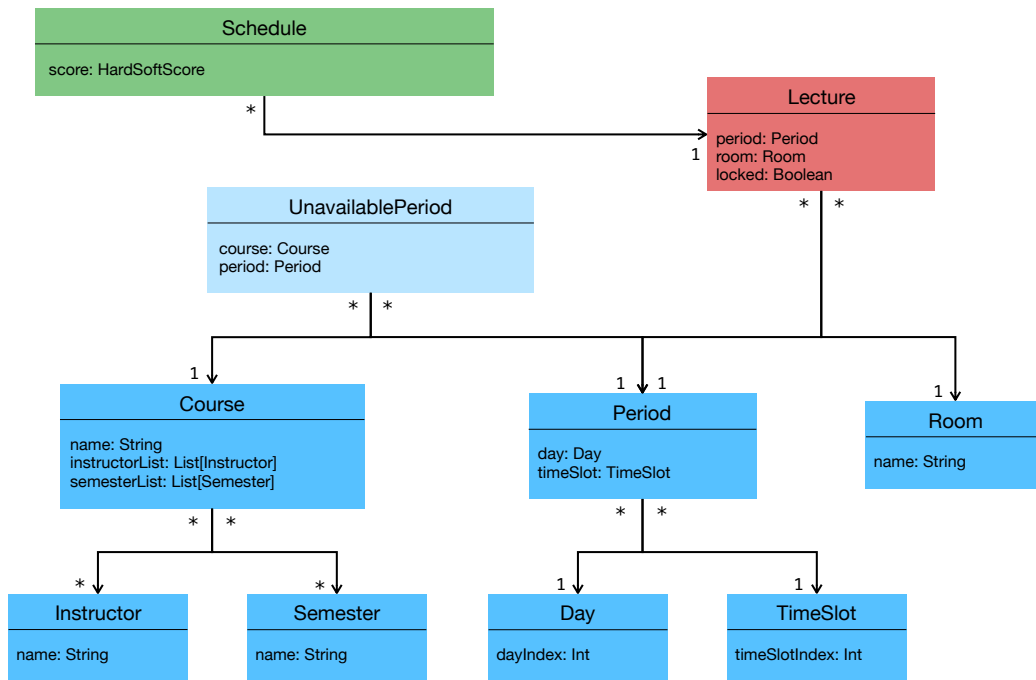 Schedule
score: HardSoftScore
*
Lecture
period: Period
room: Room
locked: Boolean
1
* *
UnavailablePeriod
course: Course
period: Period
* *
1
Course
name: String
instructorList: List[Instructor]
semesterList: List[Semester]
* *
1 1
Period
day: Day
timeSlot: TimeSlot
* *
1
Room
name: String
*
Instructor
name: String
*
Semester
name: String
1
Day
dayIndex: Int
1
TimeSlot
timeSlotIndex: Int